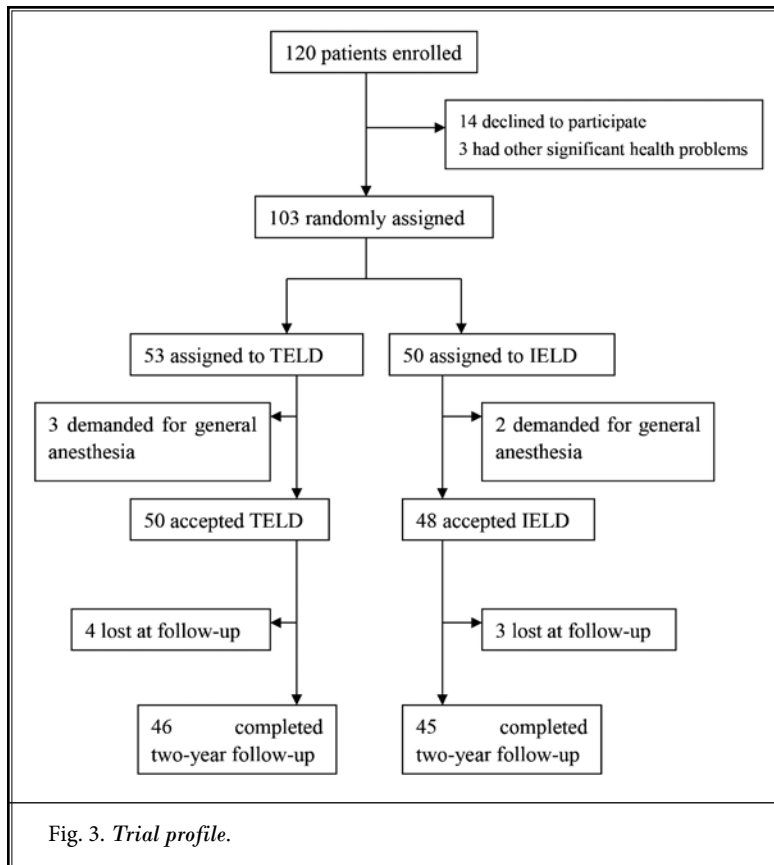 120 patients enrolled
14 declined to participate
3 had other significant health problems
103 randomly assigned
53 assigned to TELD
50 assigned to IELD
3 demanded for general
anesthesia
2 demanded for general
anesthesia
50 accepted TELD
48 accepted IELD
4 lost at follow-up
3 lost at follow-up
46 completed
two-year follow-up
45 completed
two-year follow-up
Fig. 3. Trial profile.